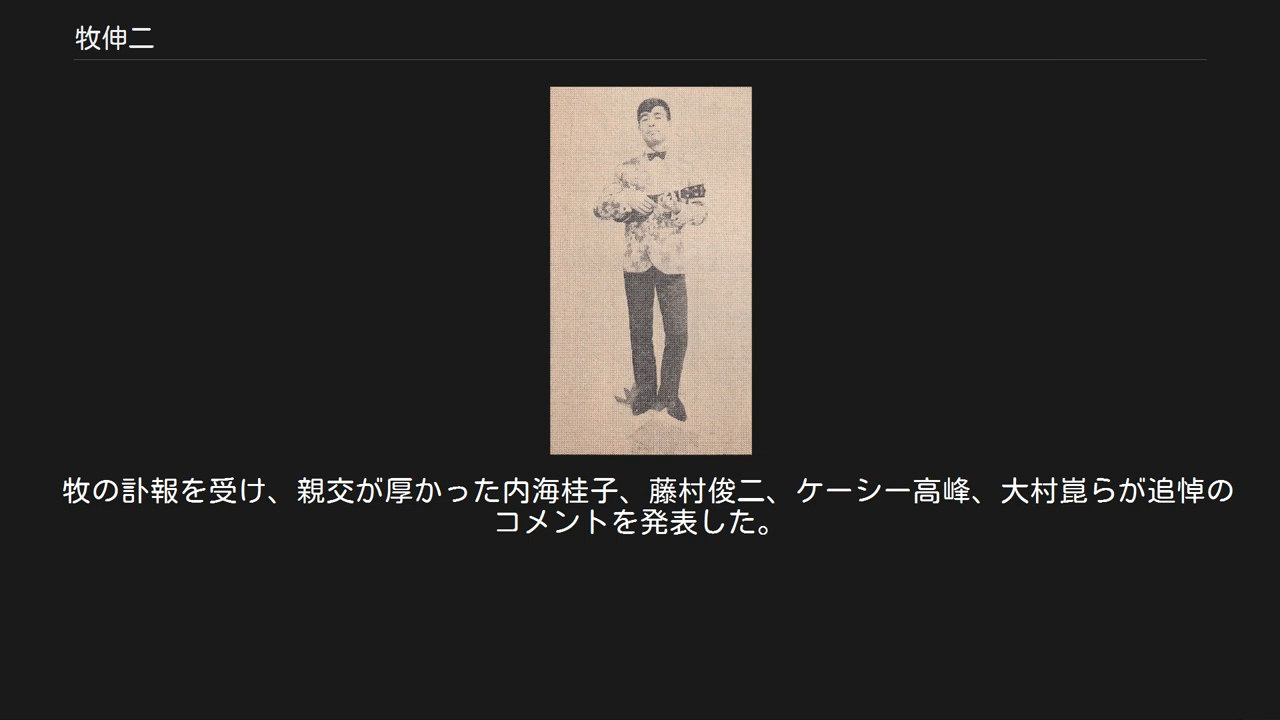 牧伸二
牧の訃報を受け、親交が厚かった内海桂子、藤村俊二、ケーシー高峰、大村崑らが追悼の
コメントを発表した。